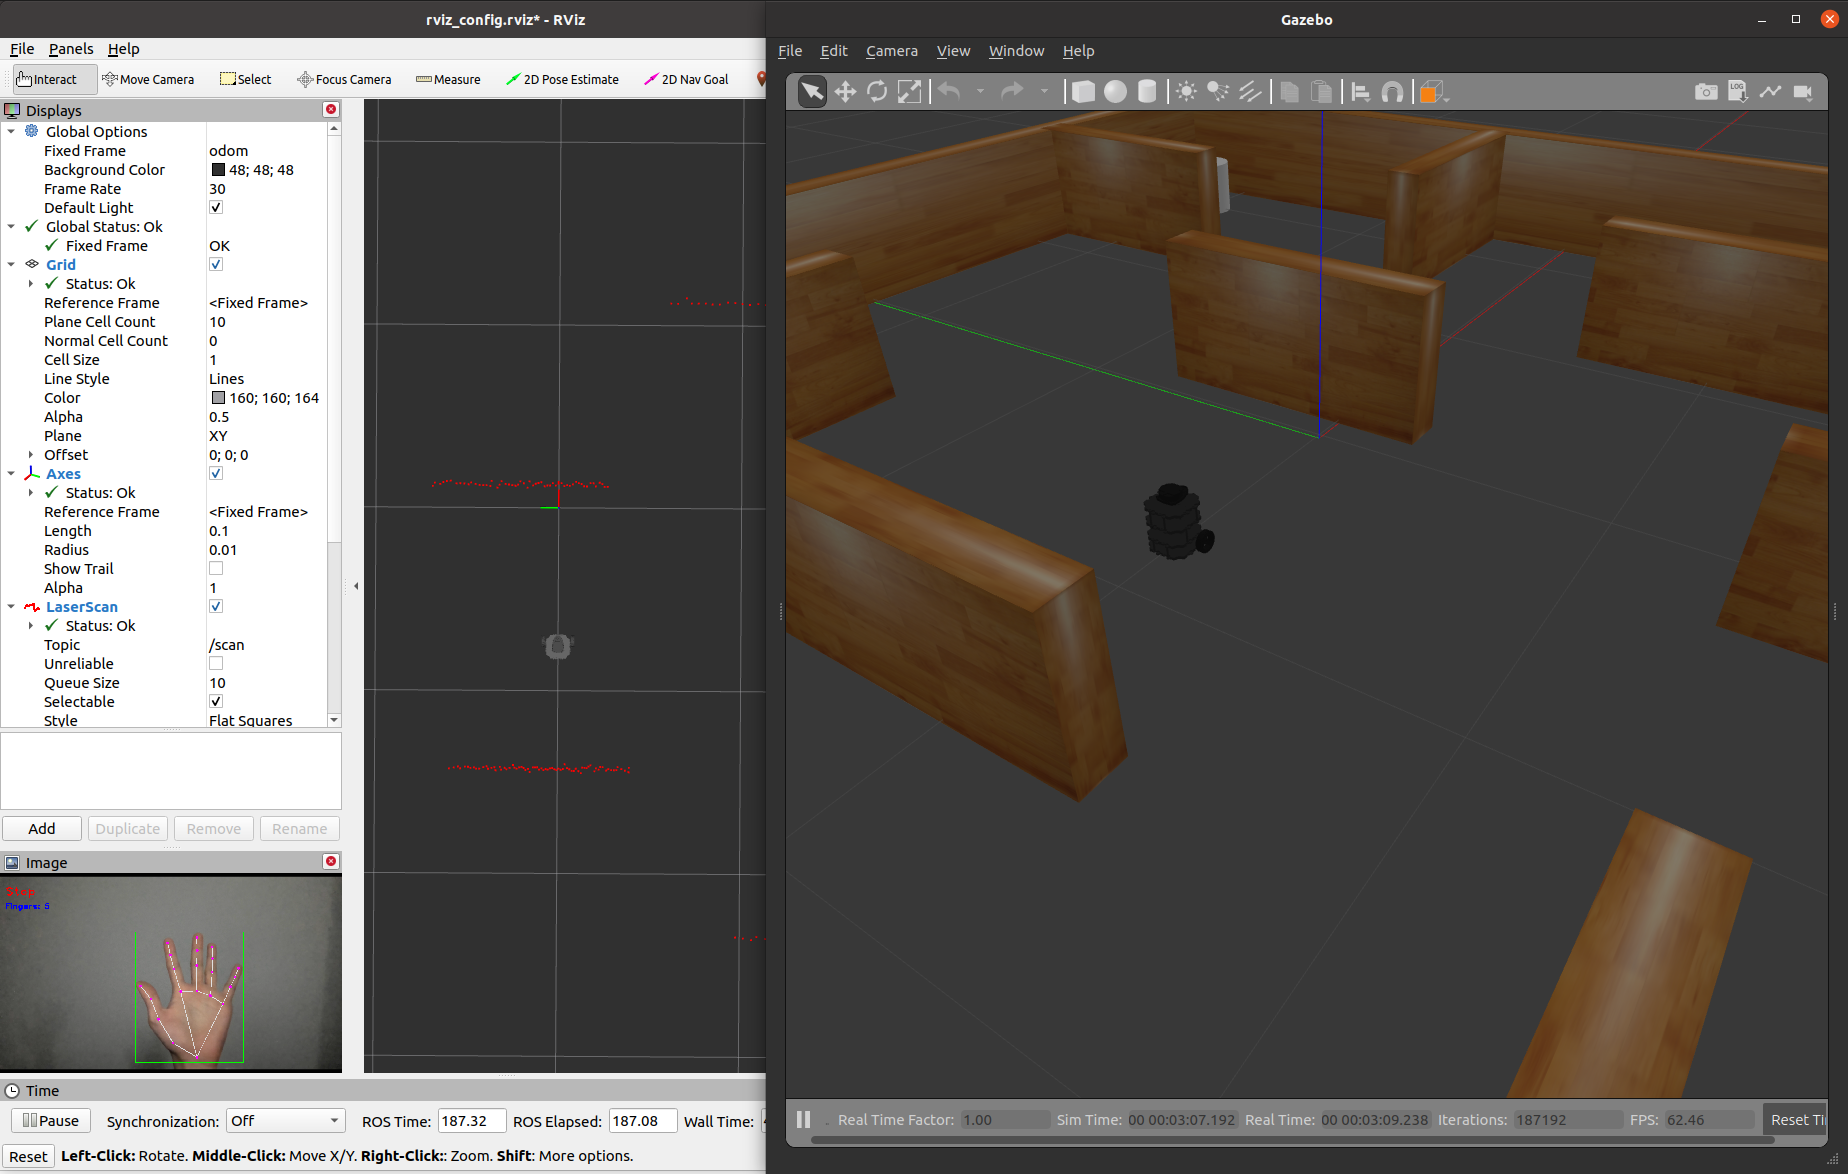 rviz_config.rviz* - RViz
File Panels Help
Interact Move Camera Select Focus Camera Measure 2D Pose Estimate 2D Nav Goal
Displays
Global Options
Fixed Frame odom
Background Color 48; 48; 48
Frame Rate 30
Default Light
Global Status: Ok
Fixed Frame OK
Grid
Status: Ok
Reference Frame <Fixed Frame>
Plane Cell Count 10
Normal Cell Count 0
Cell Size 1
Line Style Lines
Color 160; 160; 164
Alpha 0.5
Plane XY
Offset 0; 0; 0
Axes
Status: Ok
Reference Frame <Fixed Frame>
Length 0.1
Radius 0.01
Show Trail
Alpha 1
LaserScan
Status: Ok
Topic /scan
Unreliable
Queue Size 10
Selectable
Style Flat Squares
Add Duplicate Remove Rename
Image
Stop
Fingers: 5
Time
Pause Synchronization: Off ROS Time: 187.32 ROS Elapsed: 187.08 Wall Time:
Reset Left-Click: Rotate. Middle-Click: Move X/Y. Right-Click:: Zoom. Shift: More options.
Gazebo
File Edit Camera View Window Help
LOG
Real Time Factor: 1.00 Sim Time: 00 00:03:07.192 Real Time: 00 00:03:09.238 Iterations: 187192 FPS: 62.46 Reset Ti